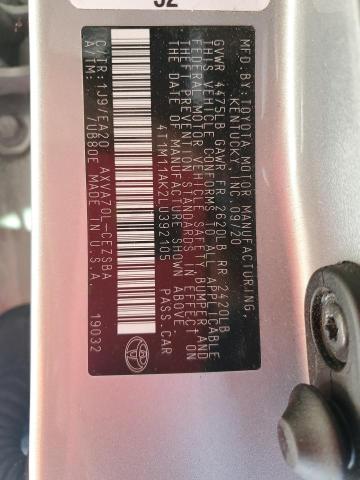 MFD.BY:TOYOTA MOTOR MANUFACTURING,
KENTUCKY, INC 09/20
GVWR 4475LB GAWR FR 2620LB RR 2420LB
THIS VEHICLE CONFORMS TO ALL APPLICABLE
FEDERAL MOTOR VEHICLE SAFETY, BUMPER, AND
THEFT PREVENTION STANDARDS IN EFFECT ON
THE DATE OF MANUFACTURE SHOWN ABOVE.
4T1M11AK2LU392105 PASS.CAR
C/TR: 1J9/EA20 AXVA70L-CEZSBA
A/TM: /UB80E MADE IN U.S.A. 19032